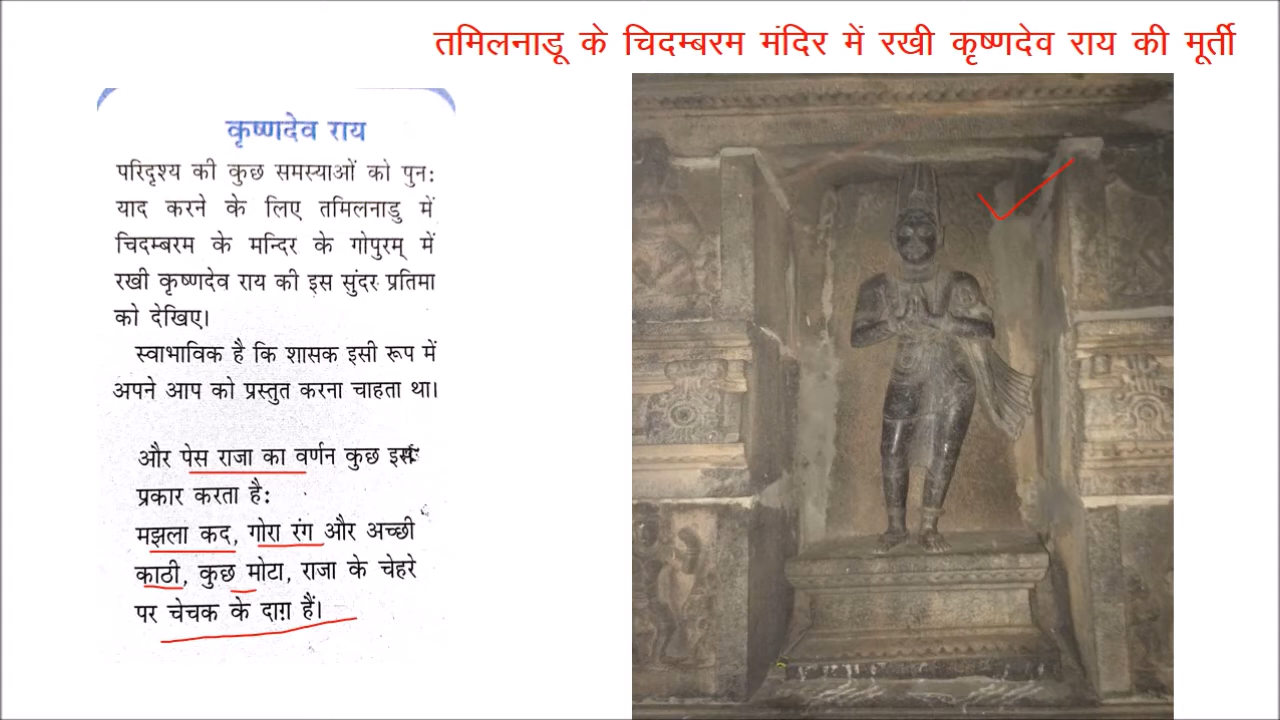 तमिलनाडू के चिदम्बरम मंदिर में रखी कृष्णदेव राय की मूर्ती
कृष्णदेव राय
परिदृश्य की कुछ समस्याओं को पुन:
याद करने के लिए तमिलनाडु में
चिदम्बरम के मन्दिर के गोपुरम् में
रखी कृष्णदेव राय की इस सुंदर प्रतिमा
को देखिए।
स्वाभाविक है कि शासक इसी रूप में
अपने आप को प्रस्तुत करना चाहता था।
और पेस राजा का वर्णन कुछ इस
प्रकार करता है:
मझला कद, गोरा रंग और अच्छी
काठी, कुछ मोटा, राजा के चेहरे
पर चेचक के दाग़ हैं।